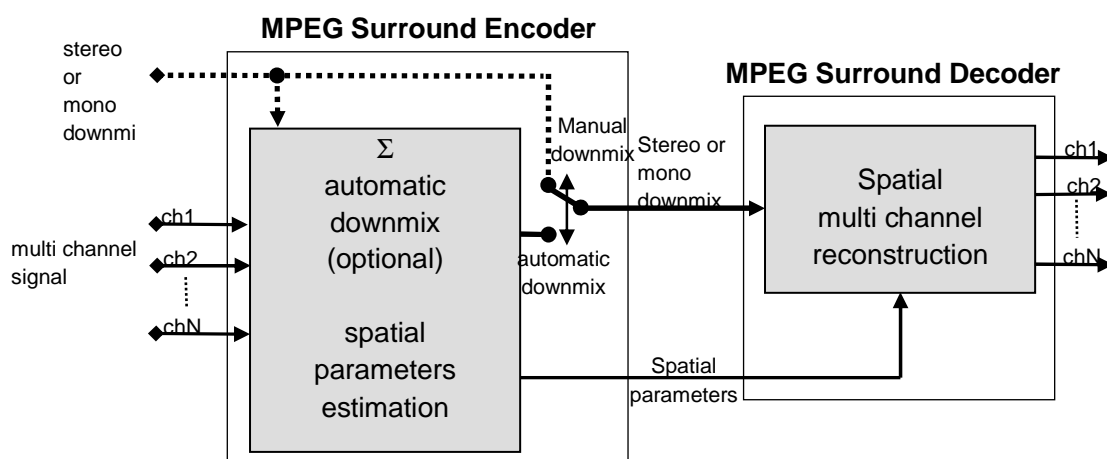 MPEG Surround Encoder
stereo
or
mono
downmi
MPEG Surround Decoder
Manual
downmix
Σ
automatic
downmix
(optional)
spatial
parameters
estimation
multi channel
signal
ch1
ch2
chN
automatic
downmix
Stereo or
mono
downmix
Spatial
parameters
Spatial
multi channel
reconstruction
ch1
ch2
chN